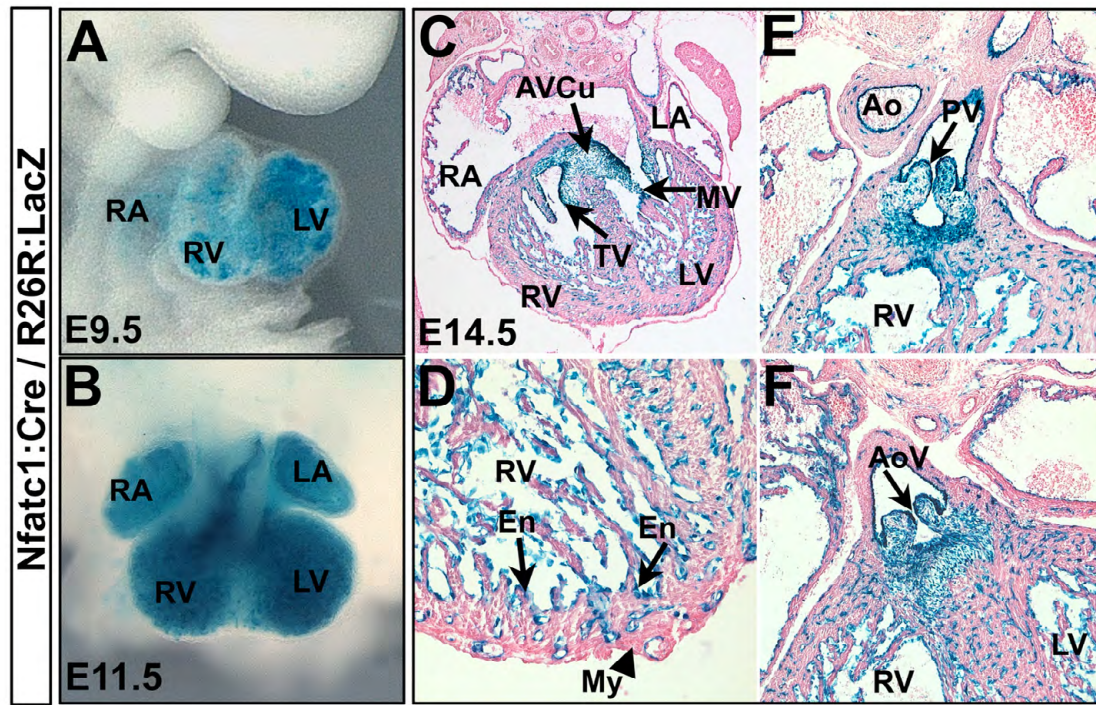 Nfatc1:Cre / R26R:LacZ
A
RA
RV
LV
E9.5
B
RA
LA
RV
LV
E11.5
C
AVCu
LA
RA
MV
TV
LV
RV
E14.5
D
RV
En
En
My
E
Ao
PV
RV
F
AoV
LV
RV